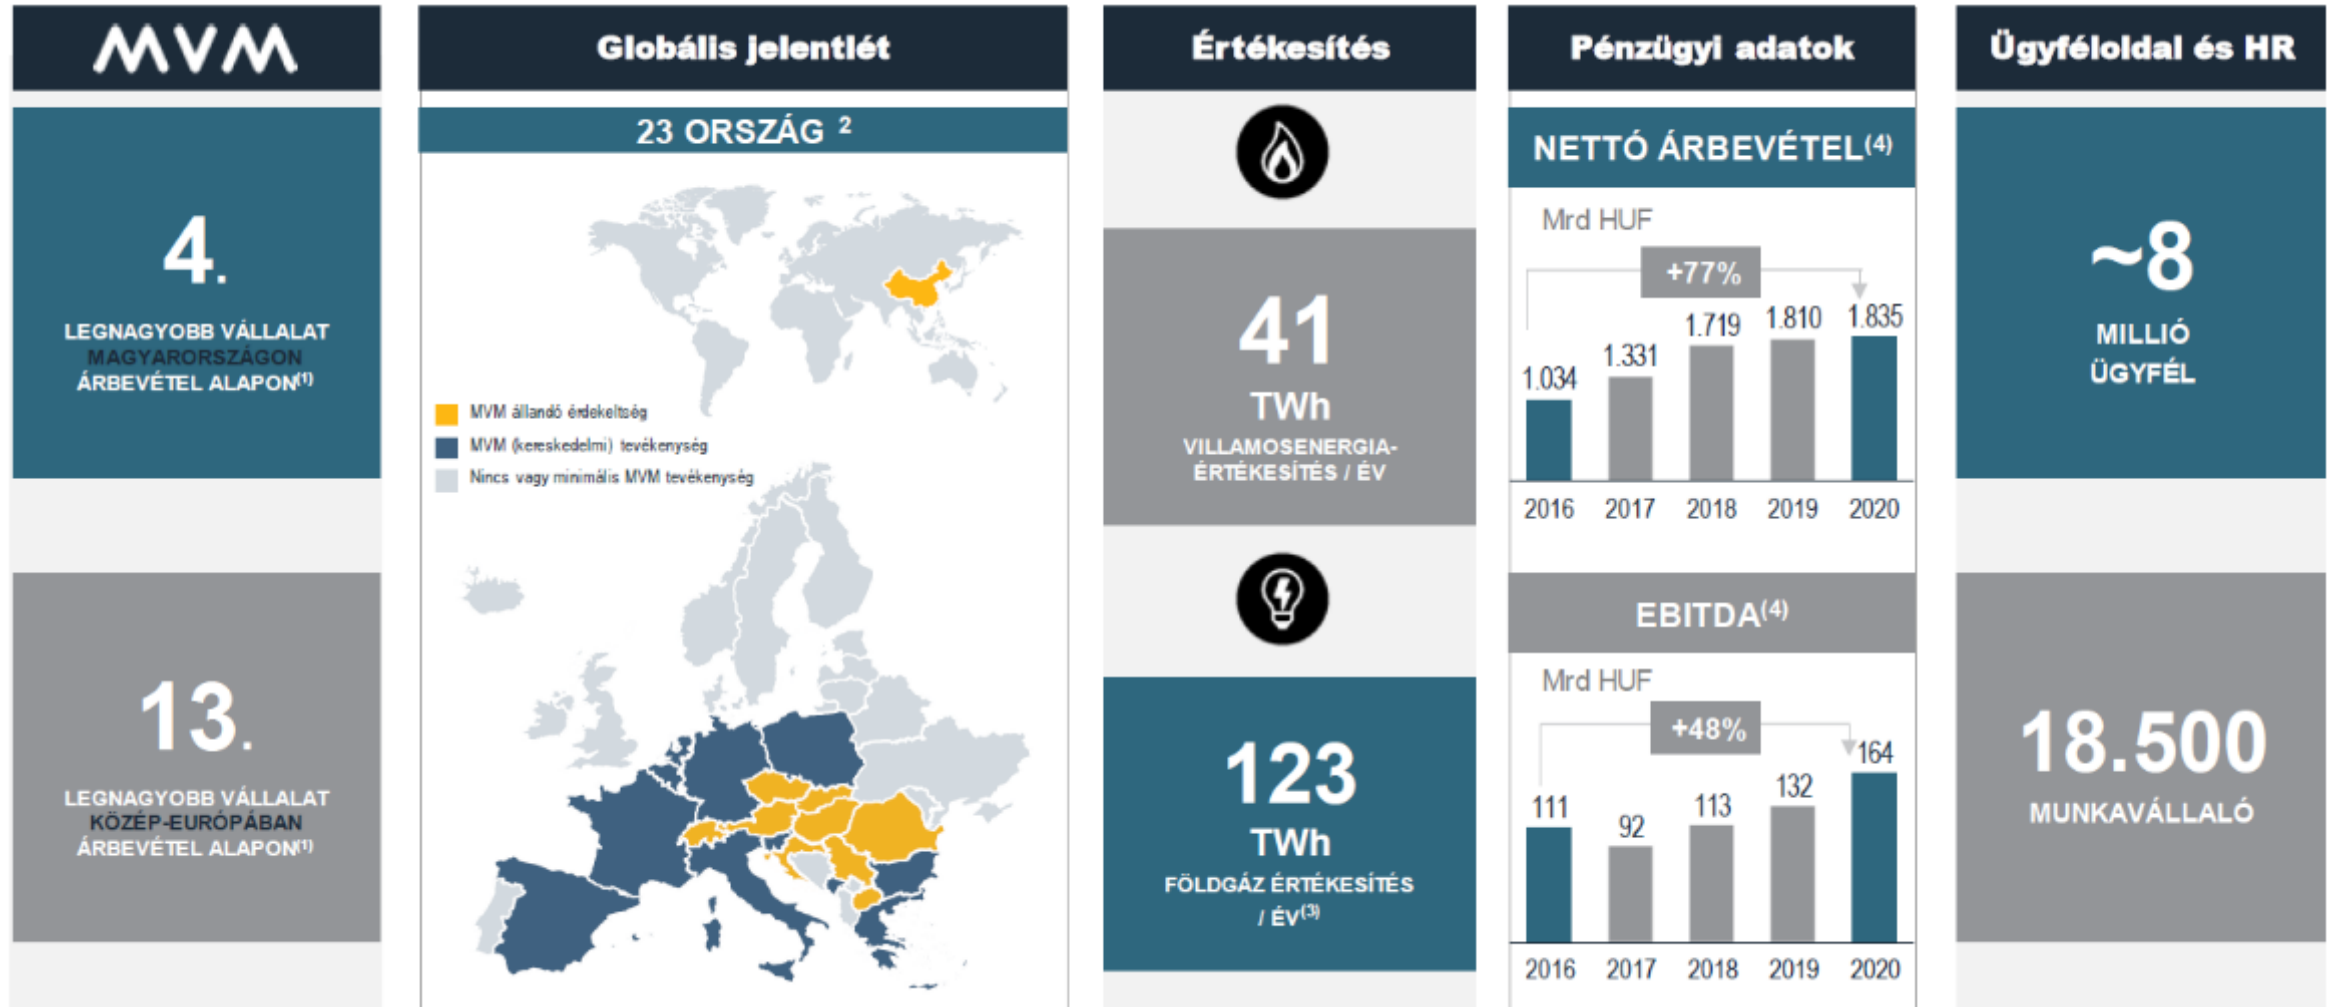 MVM
4.
LEGNAGYOBB VÁLLALAT
MAGYARORSZÁGON
ÁRBEVÉTEL ALAPON(1)
13.
LEGNAGYOBB VÁLLALAT
KÖZÉP-EURÓPÁBAN
ÁRBEVÉTEL ALAPON(1)
Globális jelentlét
23 ORSZÁG 2
MVM állandó érdekeltség
MVM (kereskedelmi) tevékenység
Nincs vagy minimális MVM tevékenység
Értékesítés
41
TWh
VILLAMOSENERGIA-
ÉRTÉKESÍTÉS / ÉV
123
TWh
FÖLDGÁZ ÉRTÉKESÍTÉS
/ ÉV(3)
Pénzügyi adatok
NETTÓ ÁRBEVÉTEL(4)
Mrd HUF
+77%
1.034 1.331 1.719 1.810 1.835
2016 2017 2018 2019 2020
EBITDA(4)
Mrd HUF
+48%
111 92 113 132 164
2016 2017 2018 2019 2020
Ügyféloldal és HR
~8
MILLIÓ
ÜGYFÉL
18.500
MUNKAVÁLLALÓ